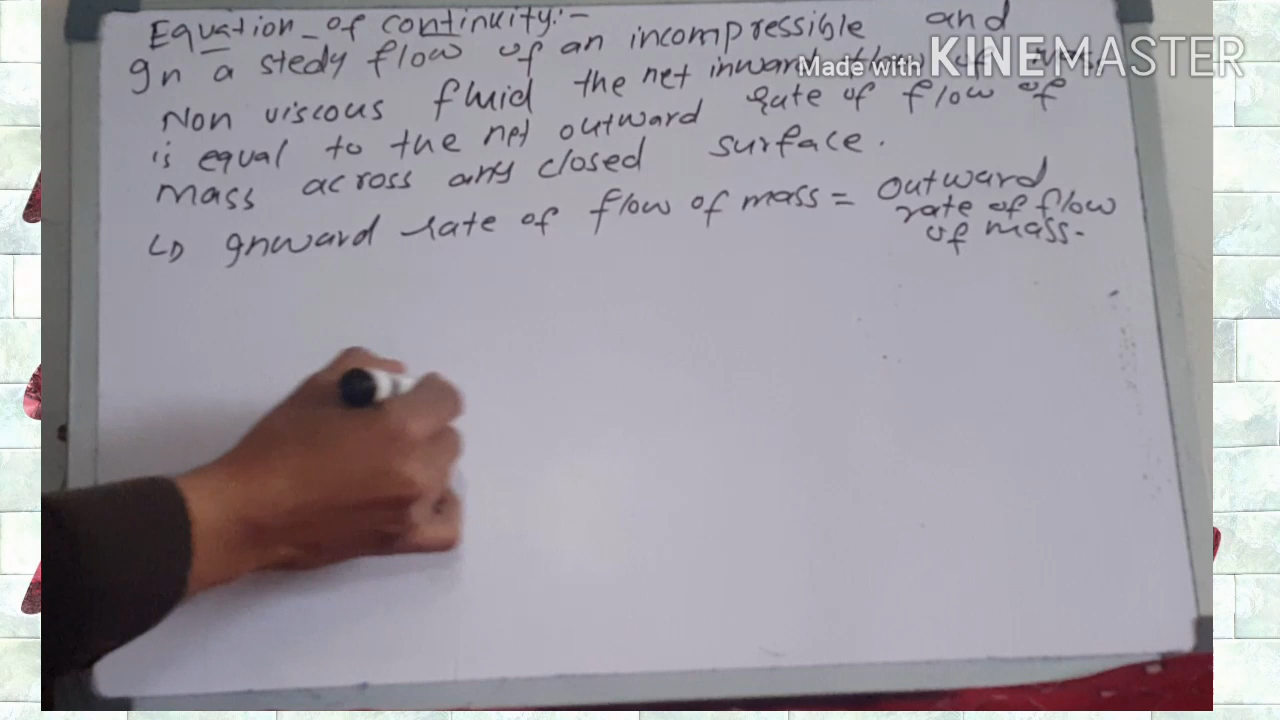 Equation of continuity:-
In a stedy flow of an incompressible and
Non viscous fluid the net inward flow of
is equal to the net outward rate of flow of
mass across any closed surface.
↳ Inward rate of flow of mass = outward
rate of flow
of mass.
Made with KINEMASTER